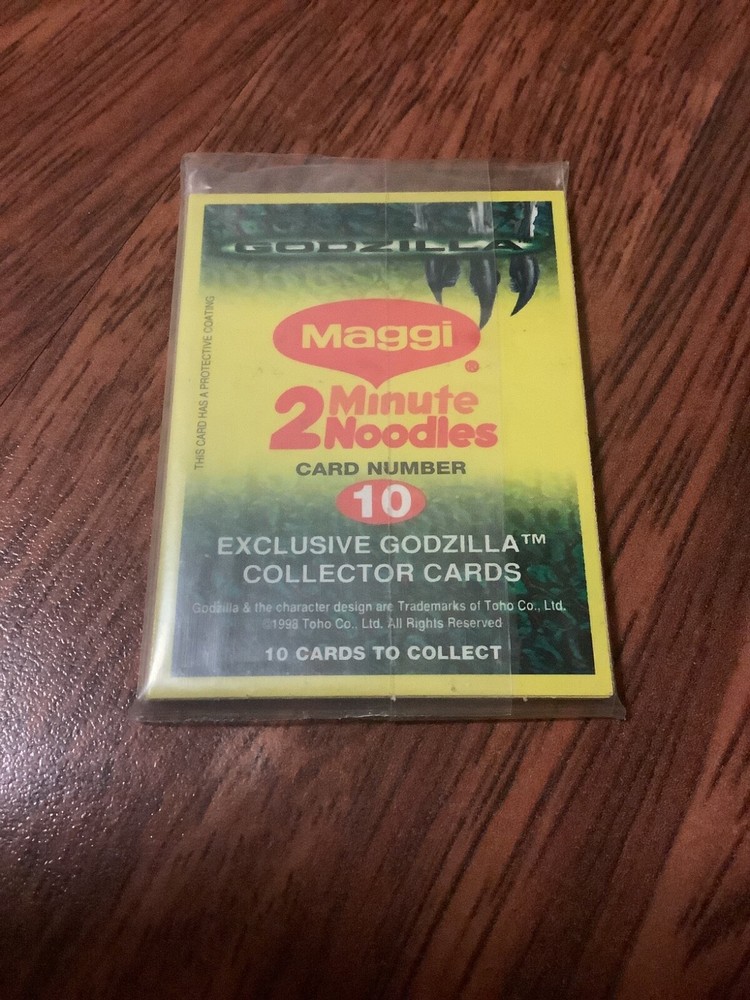 GODZILLA
THIS CARD HAS A PROTECTIVE COATING
Maggi®
2 Minute
Noodles
CARD NUMBER
10
EXCLUSIVE GODZILLA™
COLLECTOR CARDS
Godzilla & the character design are Trademarks of Toho Co., Ltd.
©1998 Toho Co., Ltd. All Rights Reserved
10 CARDS TO COLLECT